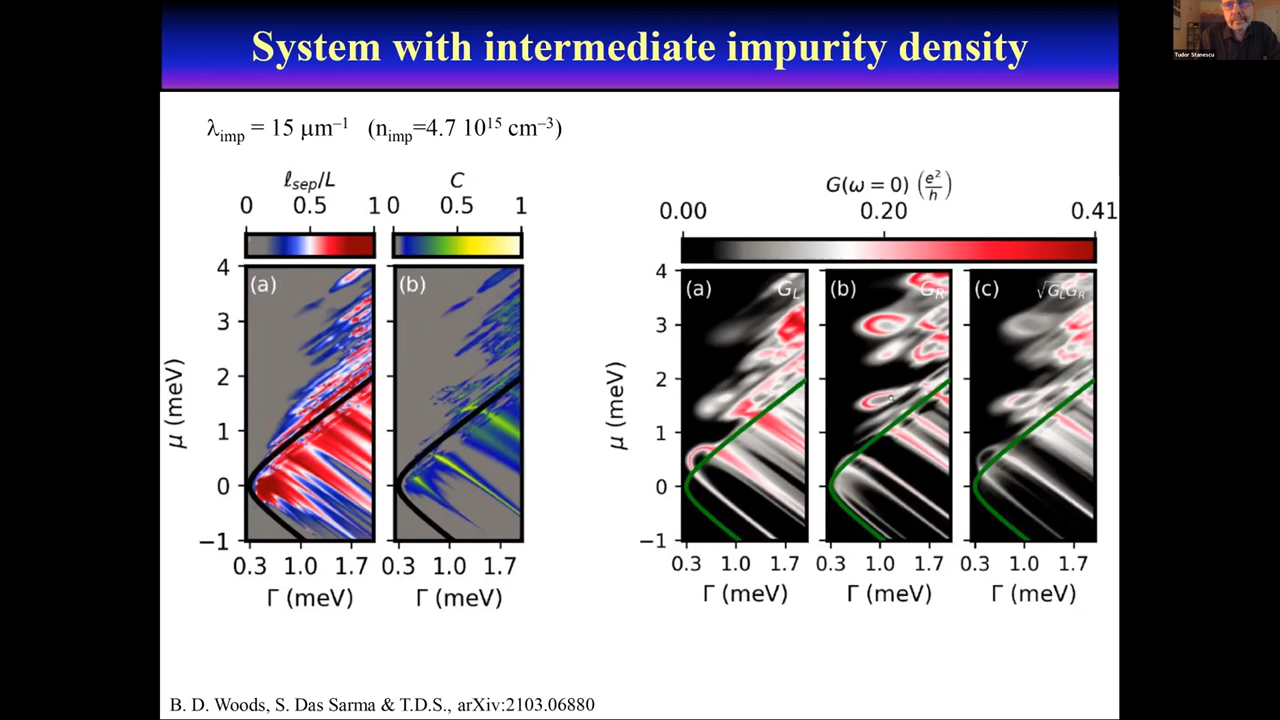 System with intermediate impurity density
Tudor Stanescu
λimp = 15 μm⁻¹ (nimp=4.7 10¹⁵ cm⁻³)
ℓsep/L
0 0.5 1
C
0 0.5 1
(a)
(b)
4
3
2
1
0
−1
μ (meV)
0.3 1.0 1.7
0.3 1.0 1.7
Γ (meV)
Γ (meV)
G(ω = 0) (e²/h)
0.00 0.20 0.41
(a) GL
(b) GR
(c) √GLGR
4
3
2
1
0
−1
μ (meV)
0.3 1.0 1.7
0.3 1.0 1.7
0.3 1.0 1.7
Γ (meV)
Γ (meV)
Γ (meV)
B. D. Woods, S. Das Sarma & T.D.S., arXiv:2103.06880